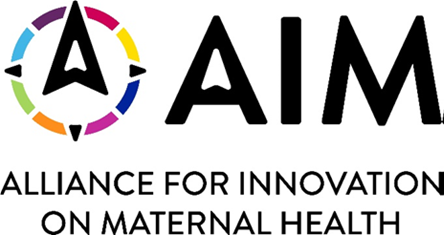 AIM
ALLIANCE FOR INNOVATION
ON MATERNAL HEALTH